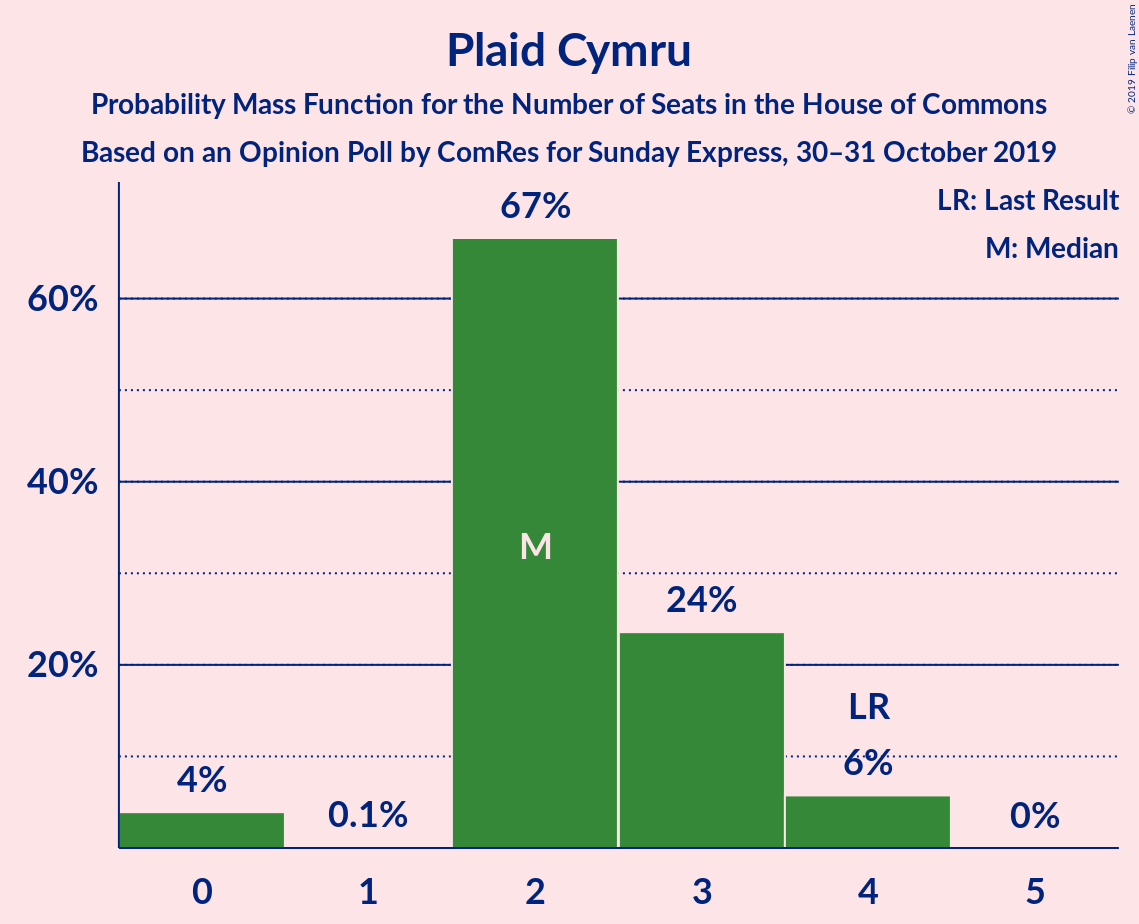 Plaid Cymru
Probability Mass Function for the Number of Seats in the House of Commons
Based on an Opinion Poll by ComRes for Sunday Express, 30–31 October 2019
© 2019 Filip van Laenen
LR: Last Result
M: Median
67%
60%
40%
M
24%
20%
LR
6%
4%
0.1%
0%
0 1 2 3 4 5